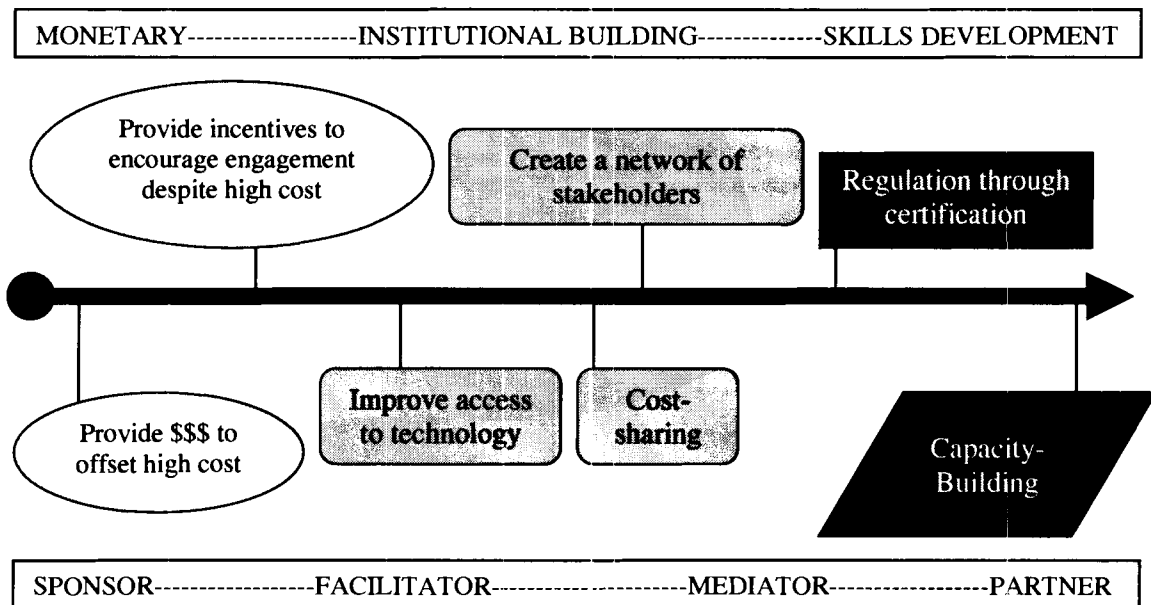 MONETARY--------------INSTITUTIONAL BUILDING-------------SKILLS DEVELOPMENT
Provide incentives to
encourage engagement
despite high cost
Create a network of
stakeholders
Regulation through
certification
Provide $$$ to
offset high cost
Improve access
to technology
Cost-
sharing
Capacity-
Building
SPONSOR-----------------FACILITATOR---------------------MEDIATOR-----------------PARTNER